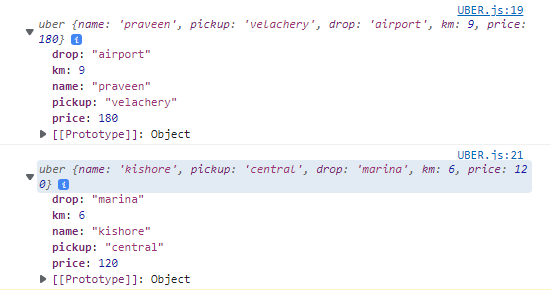 UBER.js:19
uber {name: 'praveen', pickup: 'velachery', drop: 'airport', km: 9, price:
180} i
drop: "airport"
km: 9
name: "praveen"
pickup: "velachery"
price: 180
[[Prototype]]: Object
UBER.js:21
uber {name: 'kishore', pickup: 'central', drop: 'marina', km: 6, price: 12
0} i
drop: "marina"
km: 6
name: "kishore"
pickup: "central"
price: 120
[[Prototype]]: Object